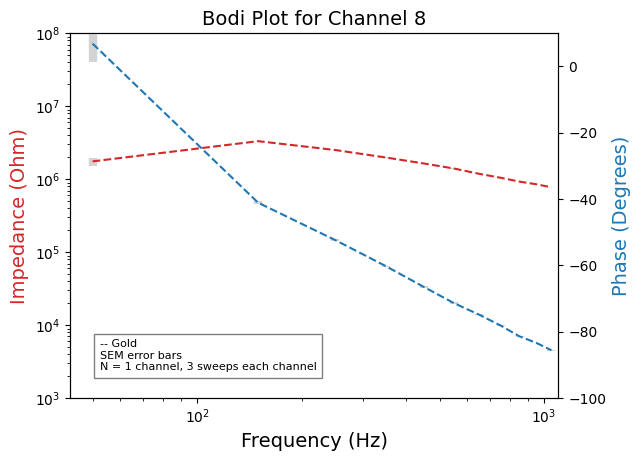 Bodi Plot for Channel 8
Impedance (Ohm)
10^8
10^7
10^6
10^5
10^4
10^3
-- Gold
SEM error bars
N = 1 channel, 3 sweeps each channel
10^2
10^3
Frequency (Hz)
0
−20
−40
−60
−80
−100
Phase (Degrees)